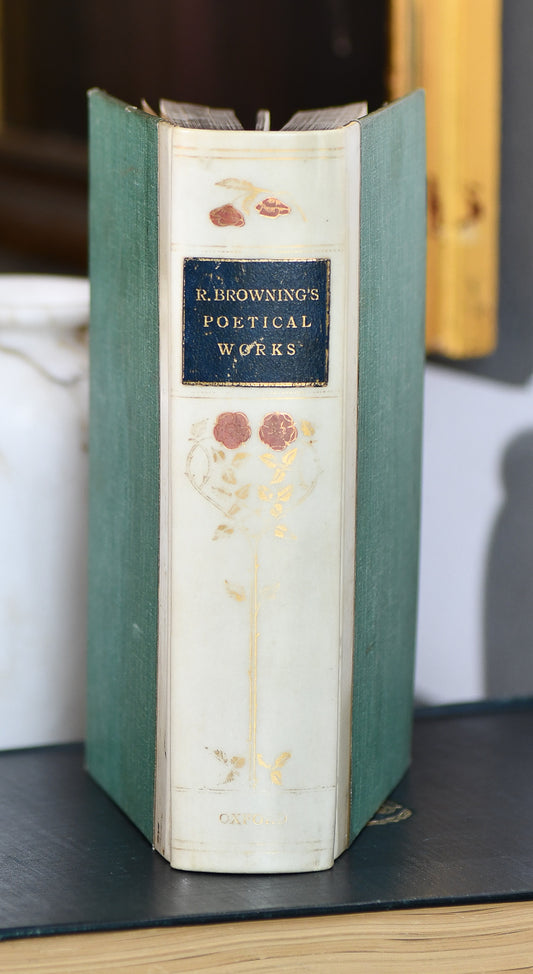 R. BROWNING'S
POETICAL
WORKS
OXFORD